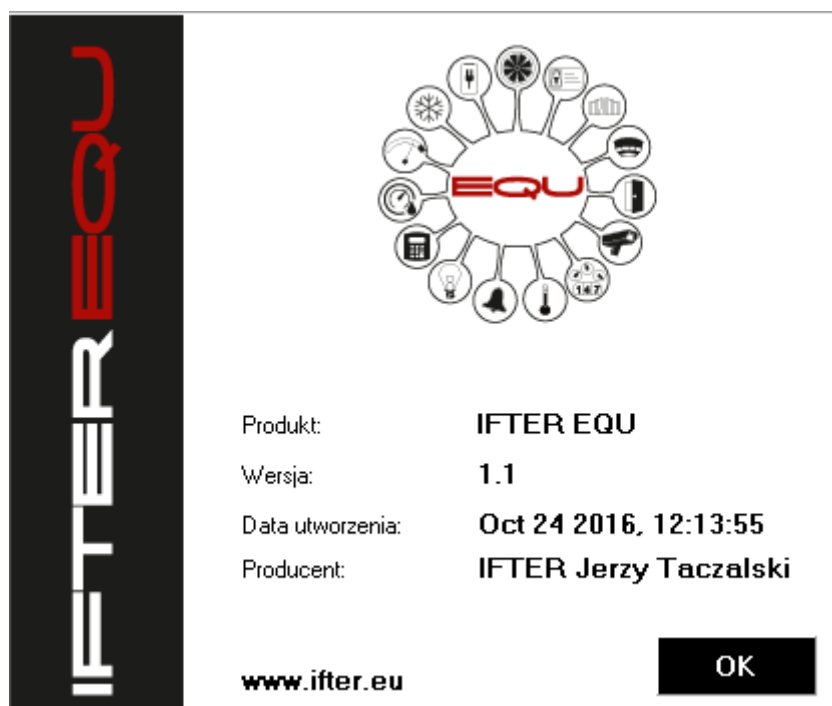 IFTER EQU
EQU
147
Produkt: IFTER EQU
Wersja: 1.1
Data utworzenia: Oct 24 2016, 12:13:55
Producent: IFTER Jerzy Taczalski
www.ifter.eu
OK